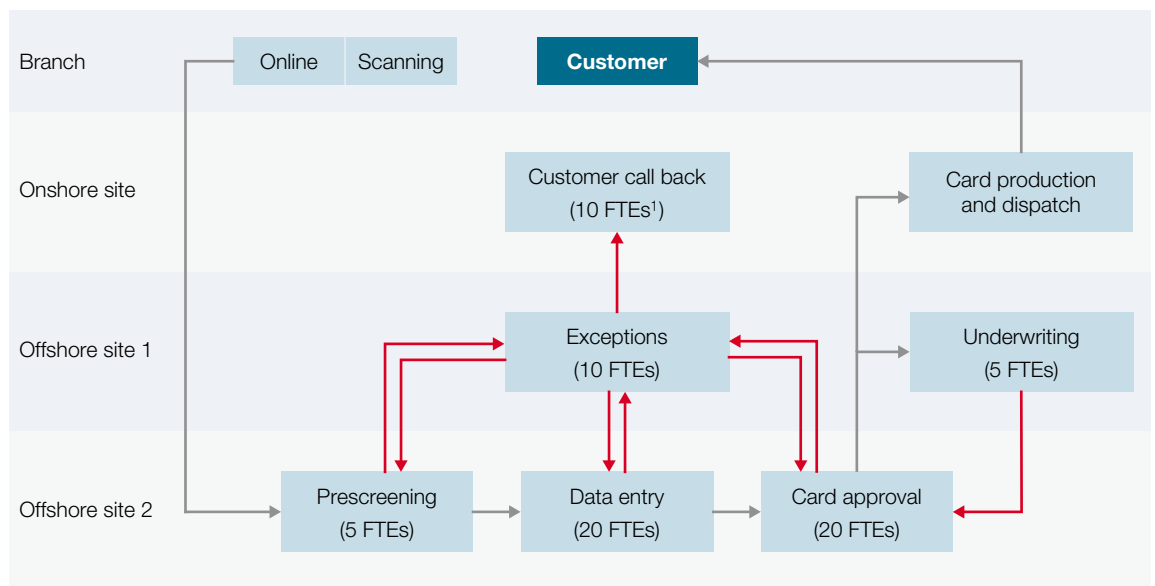 Branch
Online
Scanning
Customer
Onshore site
Customer call back
(10 FTEs¹)
Card production
and dispatch
Offshore site 1
Exceptions
(10 FTEs)
Underwriting
(5 FTEs)
Offshore site 2
Prescreening
(5 FTEs)
Data entry
(20 FTEs)
Card approval
(20 FTEs)